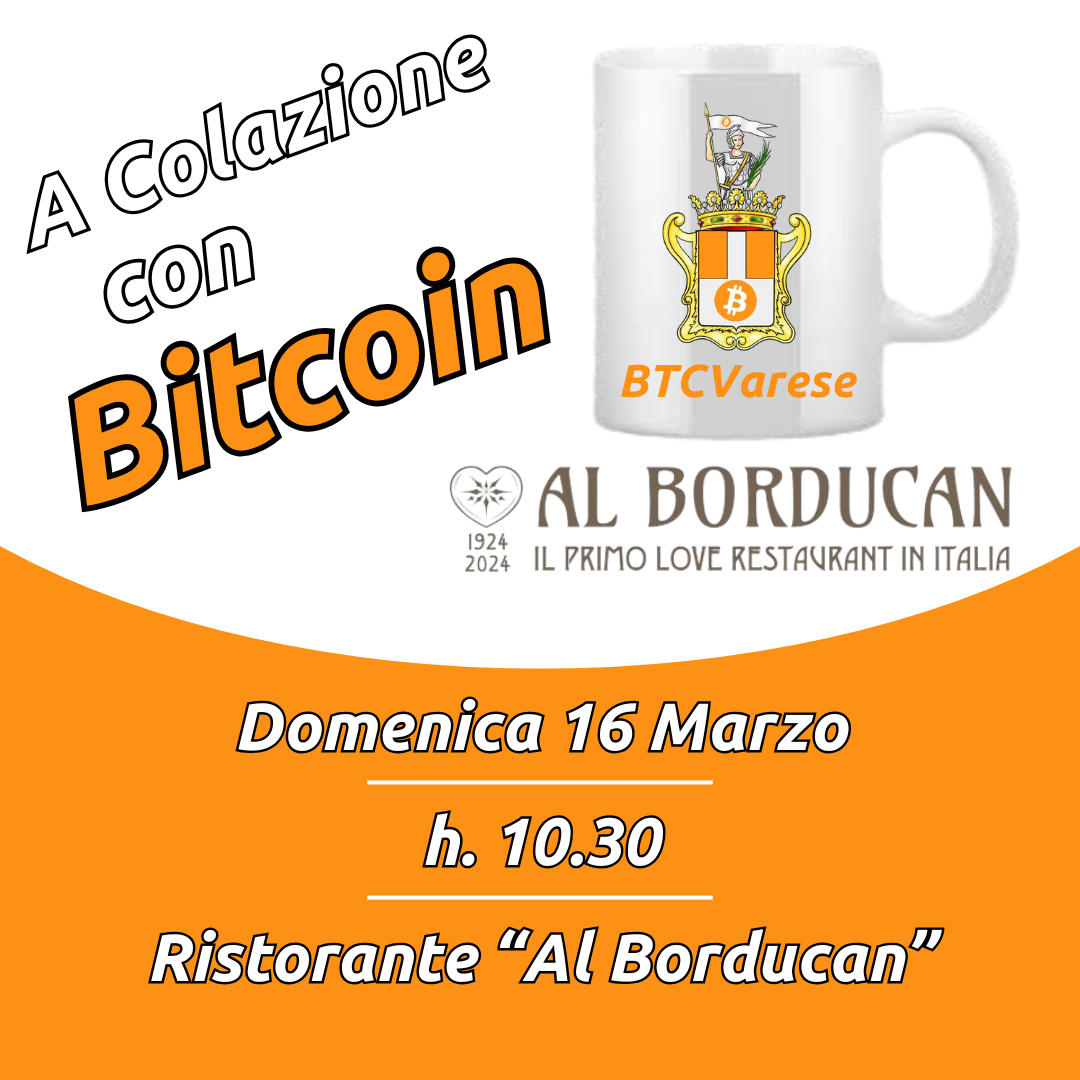 A Colazione
con
Bitcoin
BTCVarese
AL BORDUCAN
1924
2024
IL PRIMO LOVE RESTAURANT IN ITALIA
Domenica 16 Marzo
h. 10.30
Ristorante “Al Borducan”